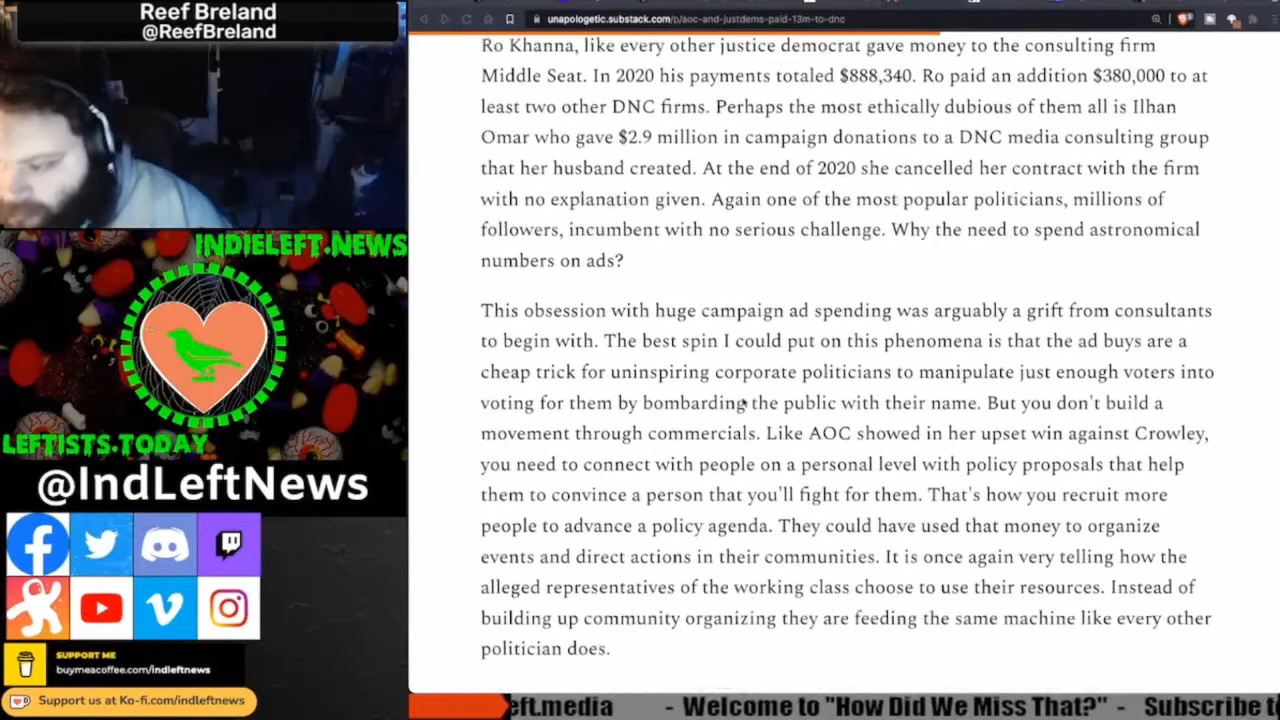 Reef Breland
@ReefBreland
INDIELEFT.NEWS
LEFTISTS.TODAY
@IndLeftNews
SUPPORT ME
buymeacoffee.com/indleftnews
Support us at Ko-fi.com/indleftnews
unapologetic.substack.com/p/aoc-and-justdems-paid-13m-to-dnc
Ro Khanna, like every other justice democrat gave money to the consulting firm
Middle Seat. In 2020 his payments totaled $888,340. Ro paid an addition $380,000 to at
least two other DNC firms. Perhaps the most ethically dubious of them all is Ilhan
Omar who gave $2.9 million in campaign donations to a DNC media consulting group
that her husband created. At the end of 2020 she cancelled her contract with the firm
with no explanation given. Again one of the most popular politicians, millions of
followers, incumbent with no serious challenge. Why the need to spend astronomical
numbers on ads?
This obsession with huge campaign ad spending was arguably a grift from consultants
to begin with. The best spin I could put on this phenomena is that the ad buys are a
cheap trick for uninspiring corporate politicians to manipulate just enough voters into
voting for them by bombarding the public with their name. But you don't build a
movement through commercials. Like AOC showed in her upset win against Crowley,
you need to connect with people on a personal level with policy proposals that help
them to convince a person that you'll fight for them. That's how you recruit more
people to advance a policy agenda. They could have used that money to organize
events and direct actions in their communities. It is once again very telling how the
alleged representatives of the working class choose to use their resources. Instead of
building up community organizing they are feeding the same machine like every other
politician does.
eft.media - Welcome to "How Did We Miss That?" - Subscribe t